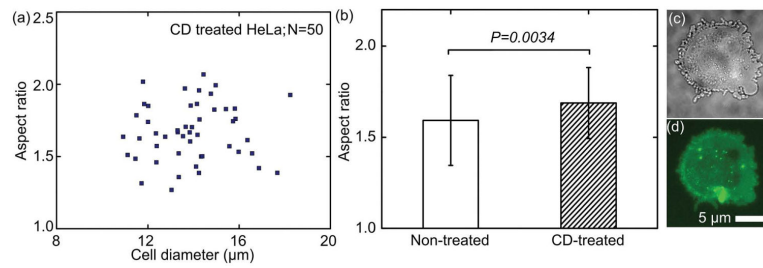 (a)
CD treated HeLa;N=50
2.5
2.0
1.5
1.0
Aspect ratio
8
12
16
20
Cell diameter (μm)
(b)
P=0.0034
2.0
1.5
1.0
Aspect ratio
Non-treated
CD-treated
(c)
(d)
5 μm